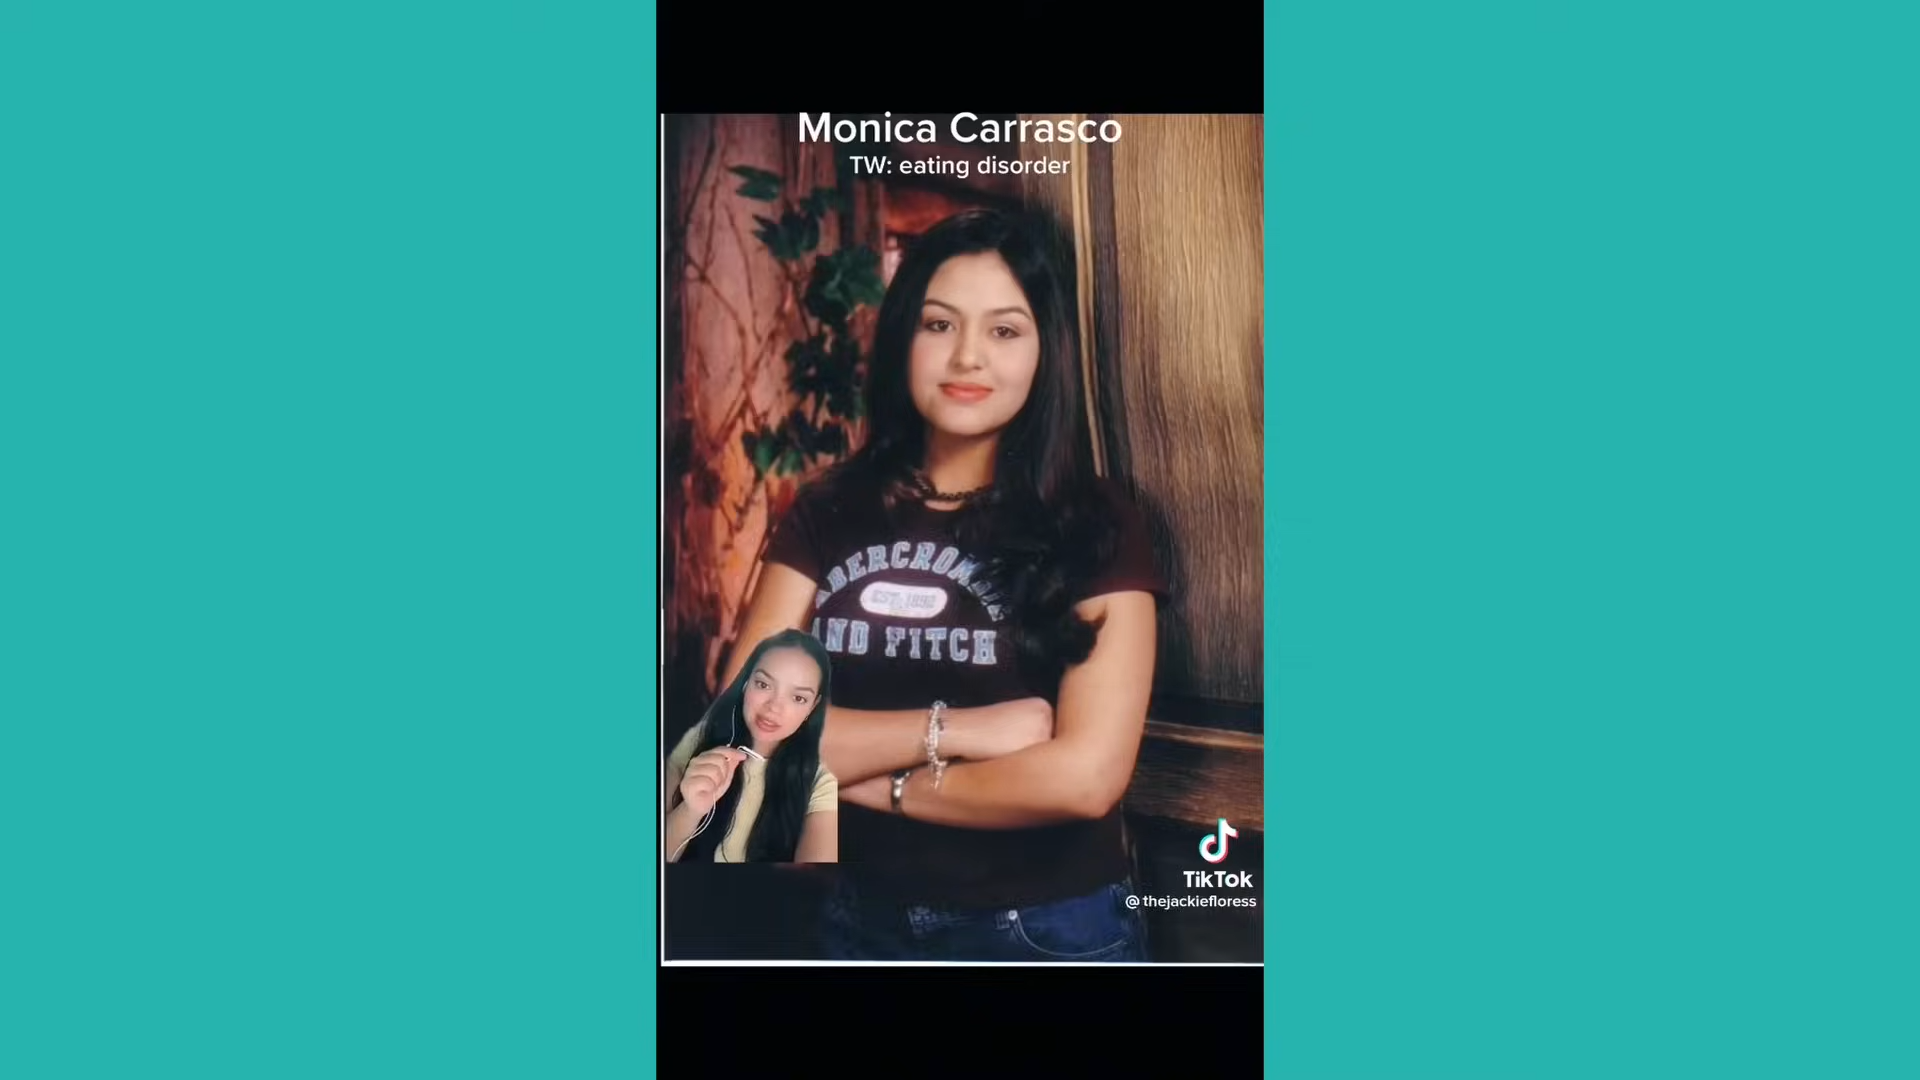 Monica Carrasco
TW: eating disorder
ABERCROMBIE
EST. 1892
AND FITCH
TikTok
@thejackiefloress